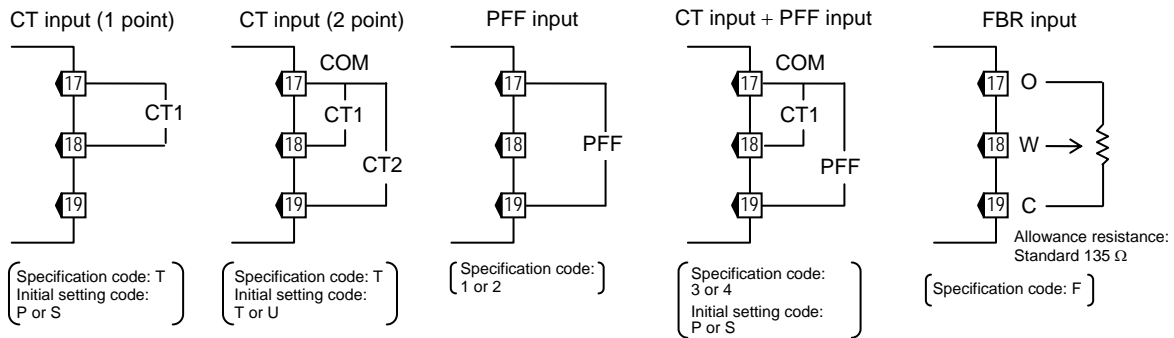 CT input (1 point)
17
CT1
18
19
Specification code: T
Initial setting code:
P or S
CT input (2 point)
COM
17
CT1
18
CT2
19
Specification code: T
Initial setting code:
T or U
PFF input
17
18
PFF
19
Specification code:
1 or 2
CT input + PFF input
COM
17
CT1
18
PFF
19
Specification code:
3 or 4
Initial setting code:
P or S
FBR input
17 O
18 W
19 C
Allowance resistance:
Standard 135 Ω
Specification code: F